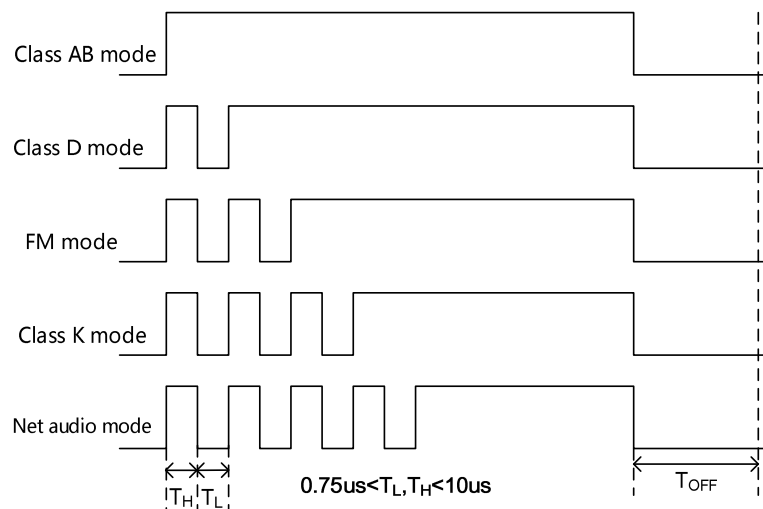 Class AB mode
Class D mode
FM mode
Class K mode
Net audio mode
TH TL
0.75us<TL,TH<10us
TOFF